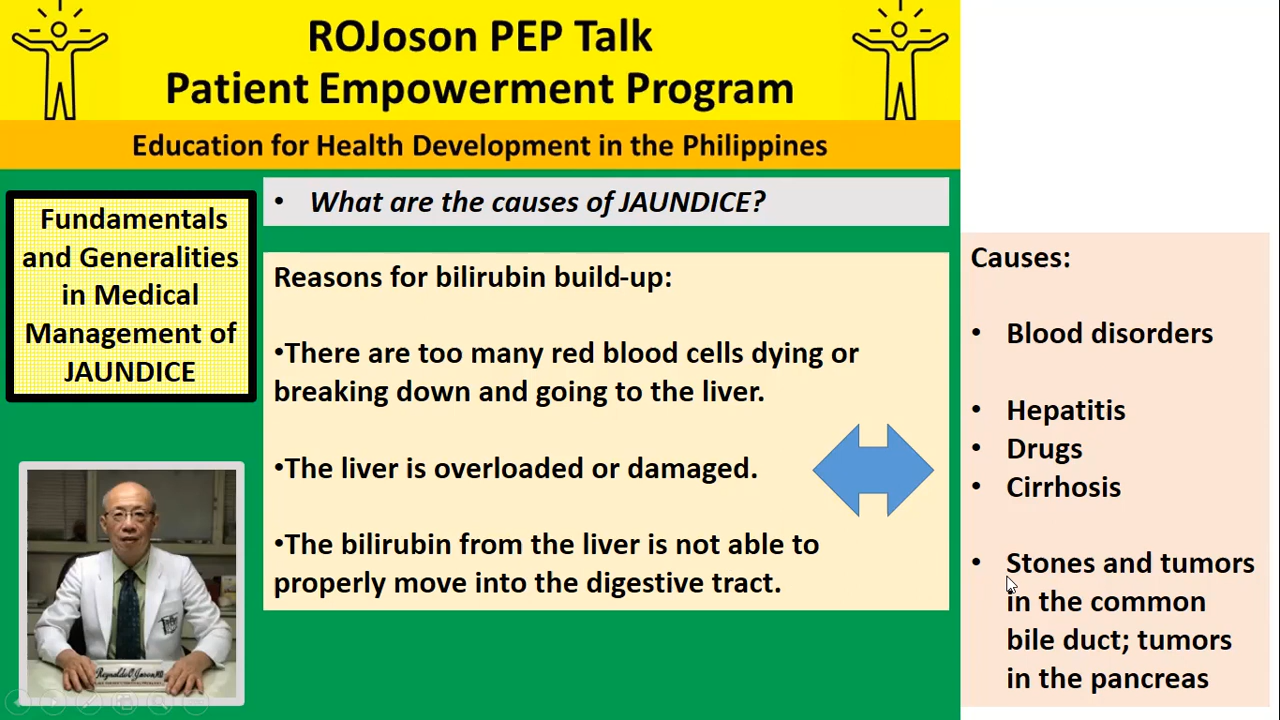 ROJoson PEP Talk
Patient Empowerment Program
Education for Health Development in the Philippines
Fundamentals
and Generalities
in Medical
Management of
JAUNDICE
• What are the causes of JAUNDICE?
Reasons for bilirubin build-up:
•There are too many red blood cells dying or
breaking down and going to the liver.
•The liver is overloaded or damaged.
•The bilirubin from the liver is not able to
properly move into the digestive tract.
Causes:
• Blood disorders
• Hepatitis
• Drugs
• Cirrhosis
• Stones and tumors
in the common
bile duct; tumors
in the pancreas